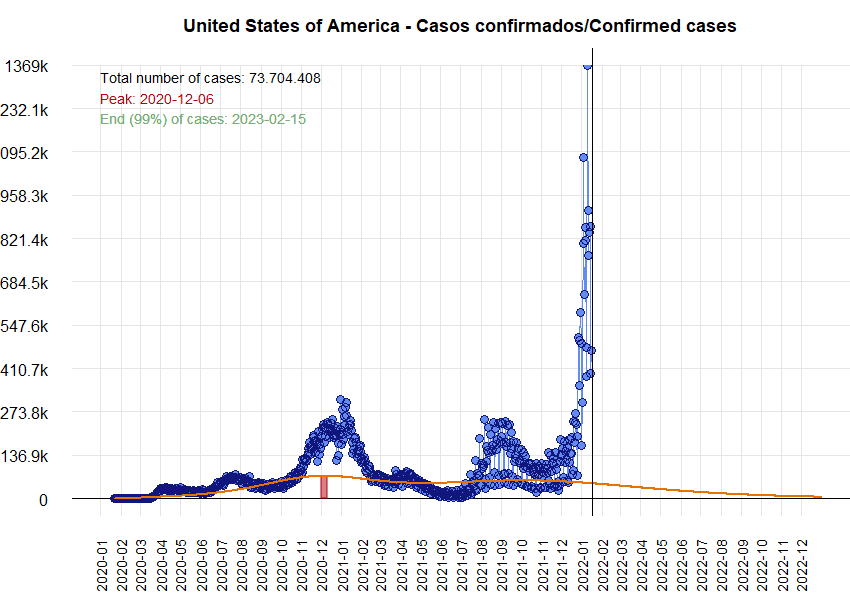 United States of America - Casos confirmados/Confirmed cases
1369k
232.1k
095.2k
958.3k
821.4k
684.5k
547.6k
410.7k
273.8k
136.9k
0
Total number of cases: 73.704.408
Peak: 2020-12-06
End (99%) of cases: 2023-02-15
2020-01
2020-02
2020-03
2020-04
2020-05
2020-06
2020-07
2020-08
2020-09
2020-10
2020-11
2020-12
2021-01
2021-02
2021-03
2021-04
2021-05
2021-06
2021-07
2021-08
2021-09
2021-10
2021-11
2021-12
2022-01
2022-02
2022-03
2022-04
2022-05
2022-06
2022-07
2022-08
2022-09
2022-10
2022-11
2022-12